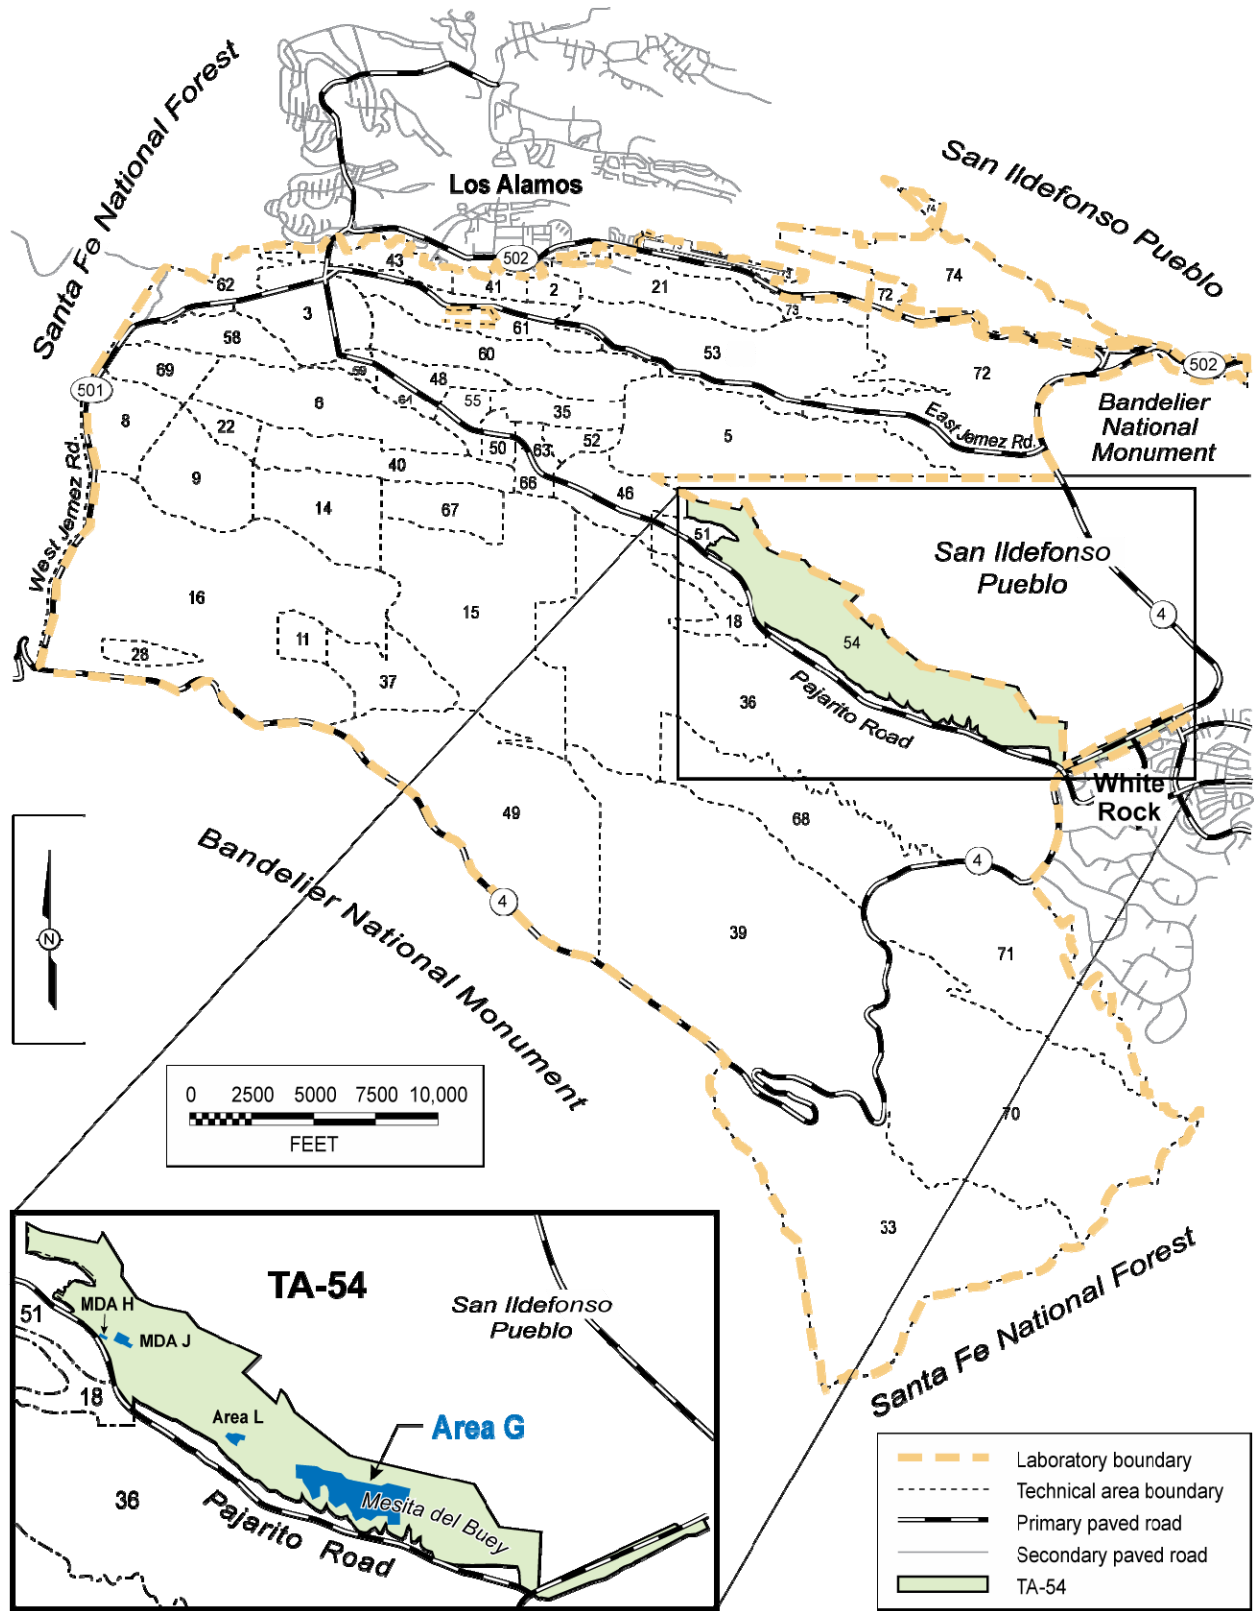 Santa Fe National Forest
San Ildefonso Pueblo
Los Alamos
502
43
62
41
2
21
74
74
72
73
3
61
58
60
53
72
502
69
59
48
501
8
6
64
55
35
East Jemez Rd.
Bandelier
National
Monument
22
50
63
52
5
40
9
66
46
14
67
51
West Jemez Rd
San Ildefonso
Pueblo
16
15
18
4
11
54
28
37
36
Pajarito Road
White
Rock
49
68
Bandelier National Monument
4
4
N
39
71
0 2500 5000 7500 10,000
FEET
70
33
Santa Fe National Forest
TA-54
San Ildefonso
Pueblo
MDA H
51
MDA J
18
Area L
Area G
36
Mesita del Buey
Pajarito Road
Laboratory boundary
Technical area boundary
Primary paved road
Secondary paved road
TA-54